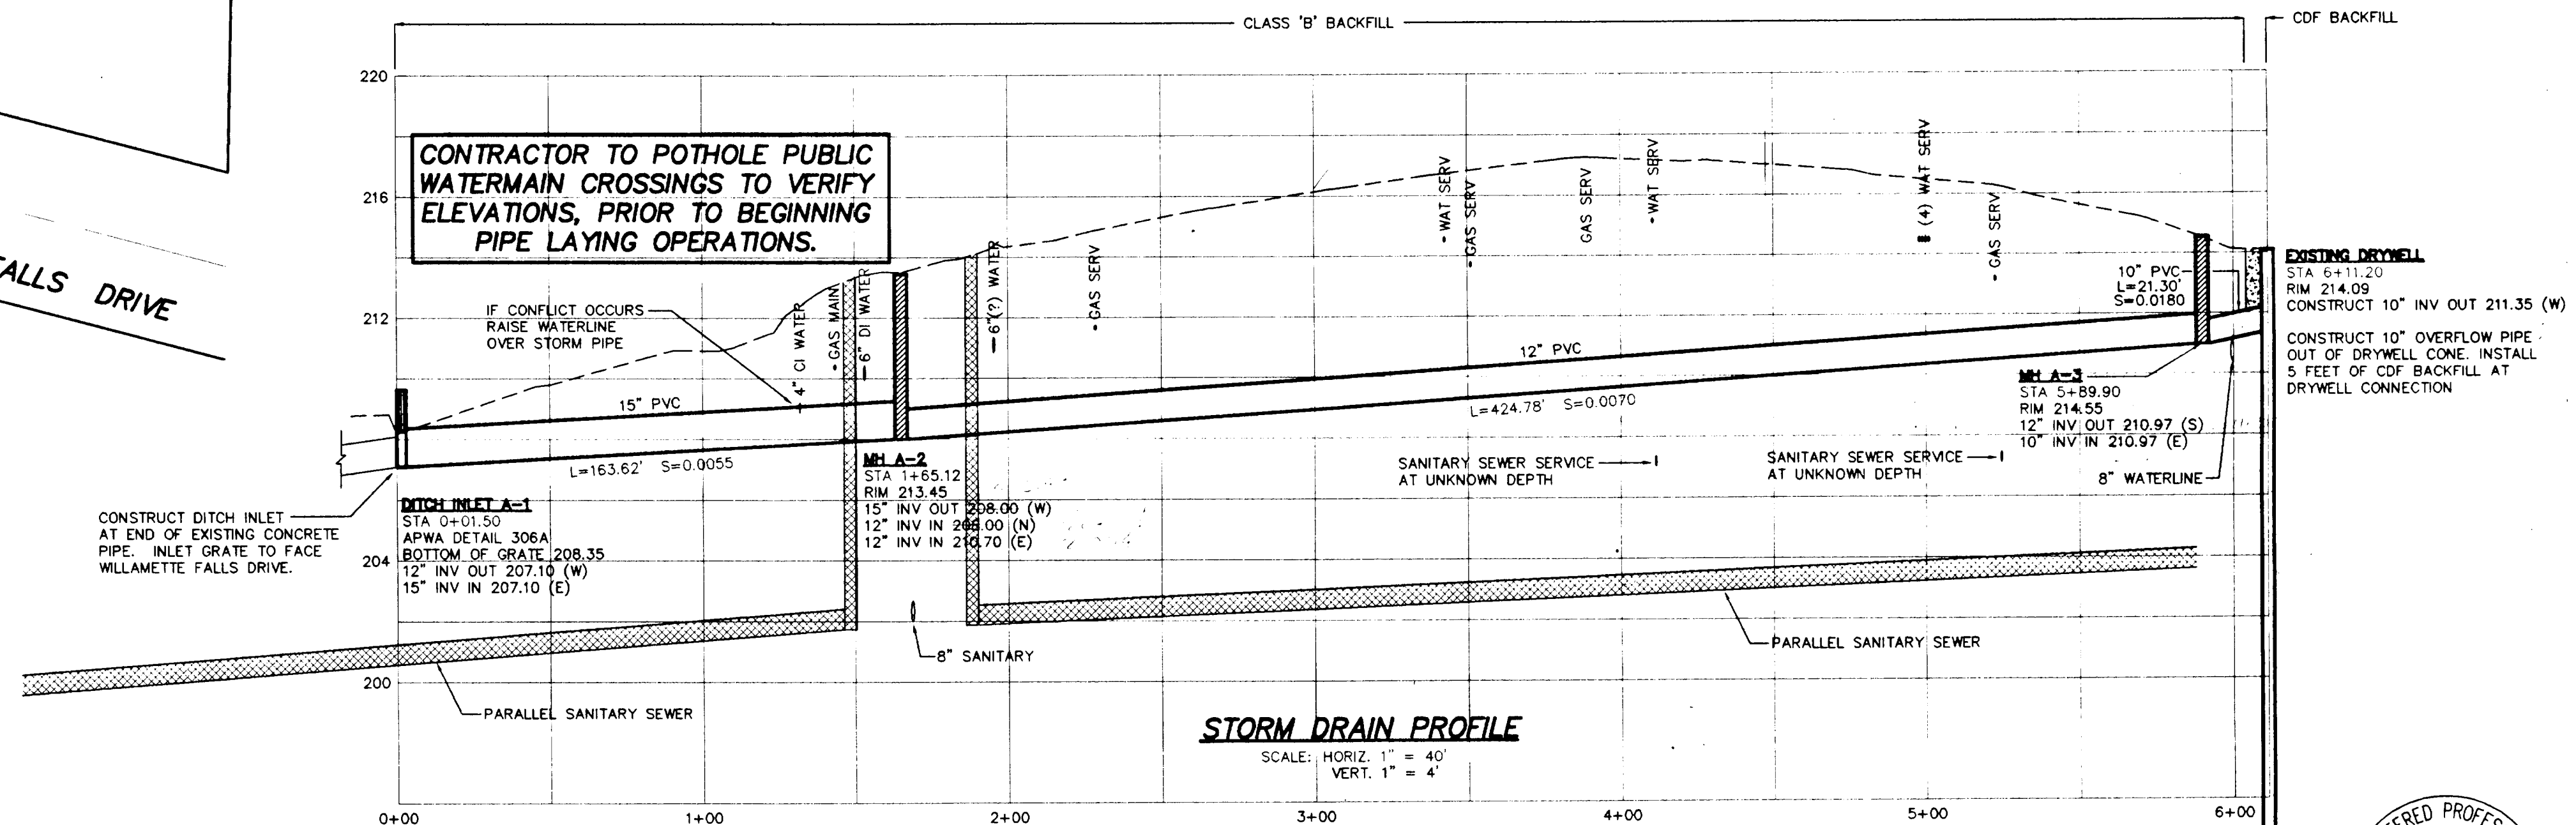 CLASS 'B' BACKFILL
CDF BACKFILL
220
216
212
204
200
CONTRACTOR TO POTHOLE PUBLIC
WATERMAIN CROSSINGS TO VERIFY
ELEVATIONS, PRIOR TO BEGINNING
PIPE LAYING OPERATIONS.
FALLS DRIVE
IF CONFLICT OCCURS
RAISE WATERLINE
OVER STORM PIPE
4" CI WATER
GAS MAIN
6" DI WATER
6"(?) WATER
GAS SERV
WAT SERV
GAS SERV
GAS SERV
WAT SERV
(4) WAT SERV
GAS SERV
15" PVC
L=163.62' S=0.0055
12" PVC
L=424.78' S=0.0070
10" PVC
L=21.30'
S=0.0180
EXISTING DRYWELL
STA 6+11.20
RIM 214.09
CONSTRUCT 10" INV OUT 211.35 (W)
CONSTRUCT 10" OVERFLOW PIPE
OUT OF DRYWELL CONE. INSTALL
5 FEET OF CDF BACKFILL AT
DRYWELL CONNECTION
MH A-3
STA 5+89.90
RIM 214.55
12" INV OUT 210.97 (S)
10" INV IN 210.97 (E)
8" WATERLINE
SANITARY SEWER SERVICE
AT UNKNOWN DEPTH
SANITARY SEWER SERVICE
AT UNKNOWN DEPTH
MH A-2
STA 1+65.12
RIM 213.45
15" INV OUT 208.00 (W)
12" INV IN 208.00 (N)
12" INV IN 210.70 (E)
DITCH INLET A-1
STA 0+01.50
APWA DETAIL 306A
BOTTOM OF GRATE 208.35
12" INV OUT 207.10 (W)
15" INV IN 207.10 (E)
CONSTRUCT DITCH INLET
AT END OF EXISTING CONCRETE
PIPE. INLET GRATE TO FACE
WILLAMETTE FALLS DRIVE.
8" SANITARY
PARALLEL SANITARY SEWER
PARALLEL SANITARY SEWER
STORM DRAIN PROFILE
SCALE: HORIZ. 1" = 40'
VERT. 1" = 4'
0+00
1+00
2+00
3+00
4+00
5+00
6+00